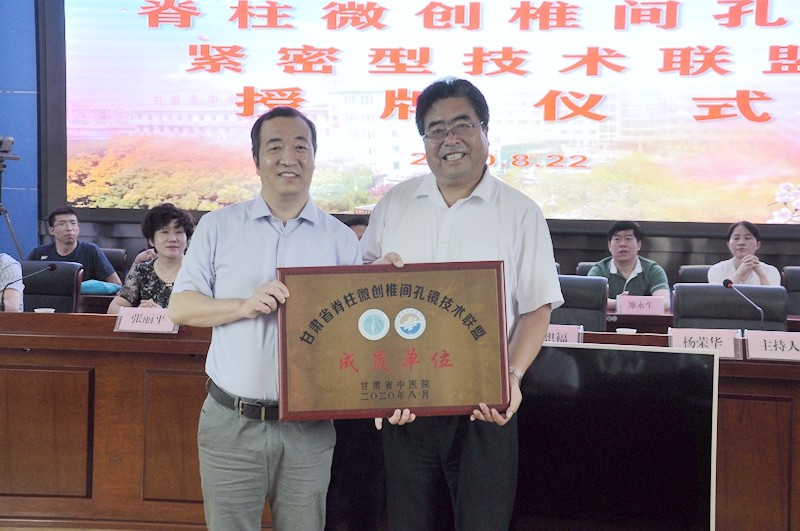 脊柱微创椎间孔
紧密型技术联盟
授牌仪式
0.8.22
甘肃省脊柱微创椎间孔镜技术联盟
成员单位
甘肃省中医院
二〇二〇年八月
张丽平
杨荣华
主持人